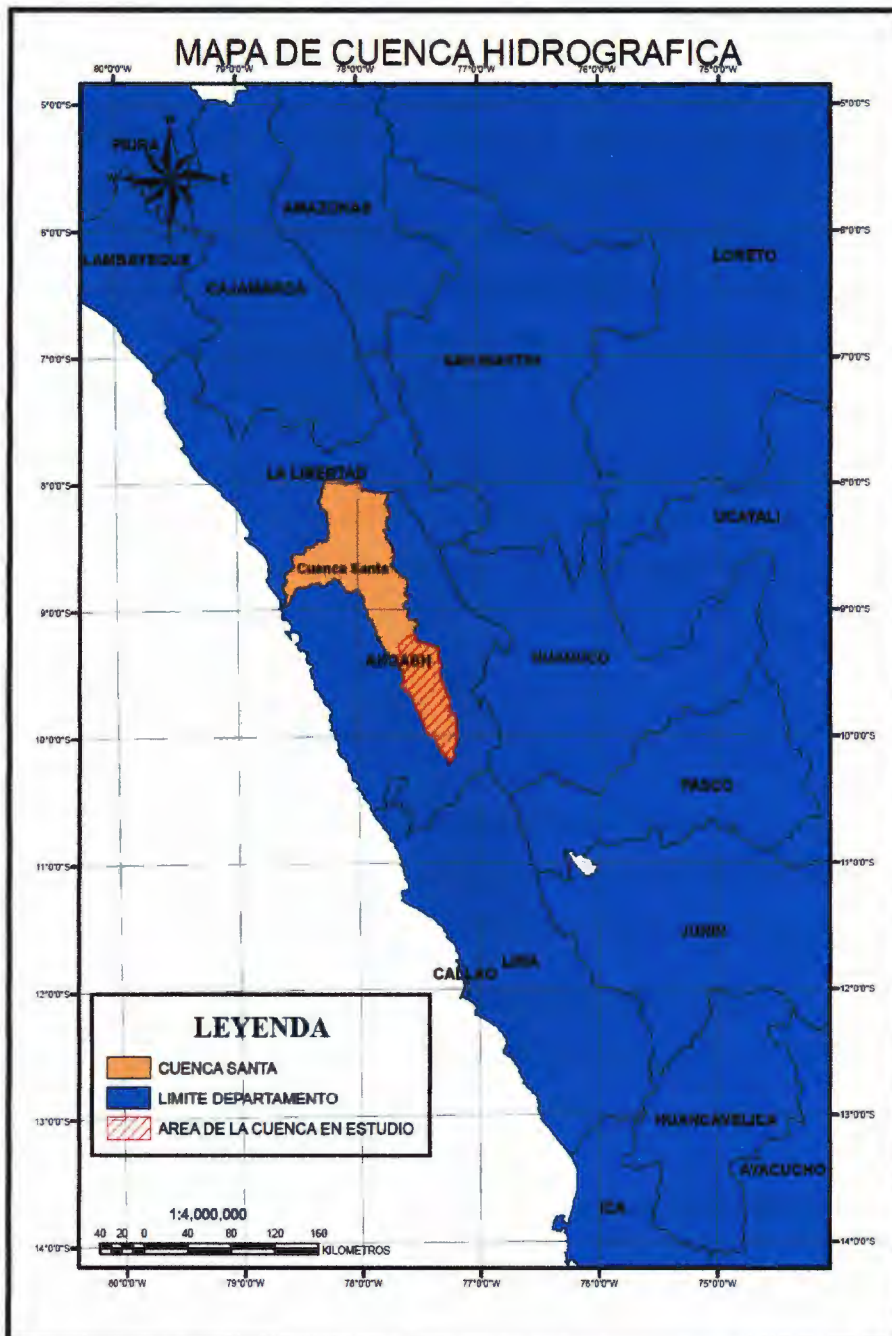 MAPA DE CUENCA HIDROGRAFICA
80°0'0"W 79°0'0"W 78°0'0"W 77°0'0"W 76°0'0"W 75°0'0"W
5°0'0"S 5°0'0"S
PIURA
N
W E
S
AMAZONAS
6°0'0"S 6°0'0"S
LAMBAYEQUE
LORETO
CAJAMARCA
7°0'0"S 7°0'0"S
SAN MARTIN
LA LIBERTAD
8°0'0"S 8°0'0"S
UCAYALI
Cuenca Santa
9°0'0"S 9°0'0"S
ANCASH
HUANUCO
10°0'0"S 10°0'0"S
PASCO
11°0'0"S 11°0'0"S
JUNIN
LIMA
CALLAO
12°0'0"S 12°0'0"S
LEYENDA
CUENCA SANTA
LIMITE DEPARTAMENTO
AREA DE LA CUENCA EN ESTUDIO
13°0'0"S 13°0'0"S
HUANCAVELICA
AYACUCHO
ICA
1:4,000,000
40 20 0 40 80 120 160
KILOMETROS
14°0'0"S 14°0'0"S
80°0'0"W 79°0'0"W 78°0'0"W 77°0'0"W 76°0'0"W 75°0'0"W